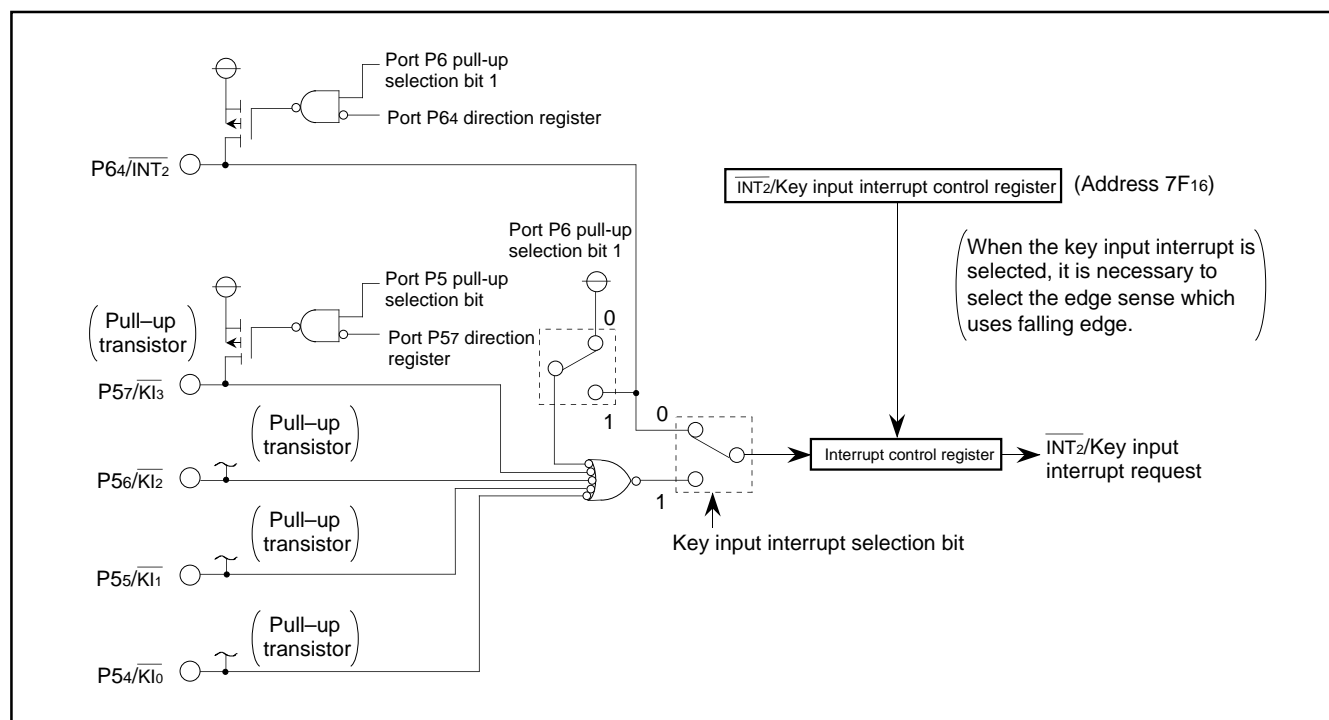 Port P6 pull-up
selection bit 1
Port P64 direction register
P64/INT2
INT2/Key input interrupt control register
(Address 7F16)
Port P6 pull-up
selection bit 1
(When the key input interrupt is
selected, it is necessary to
select the edge sense which
uses falling edge.)
Port P5 pull-up
selection bit
Port P57 direction
register
(Pull–up
transistor)
P57/KI3
0
1
(Pull–up
transistor)
P56/KI2
0
1
Interrupt control register
INT2/Key input
interrupt request
Key input interrupt selection bit
(Pull–up
transistor)
P55/KI1
(Pull–up
transistor)
P54/KI0